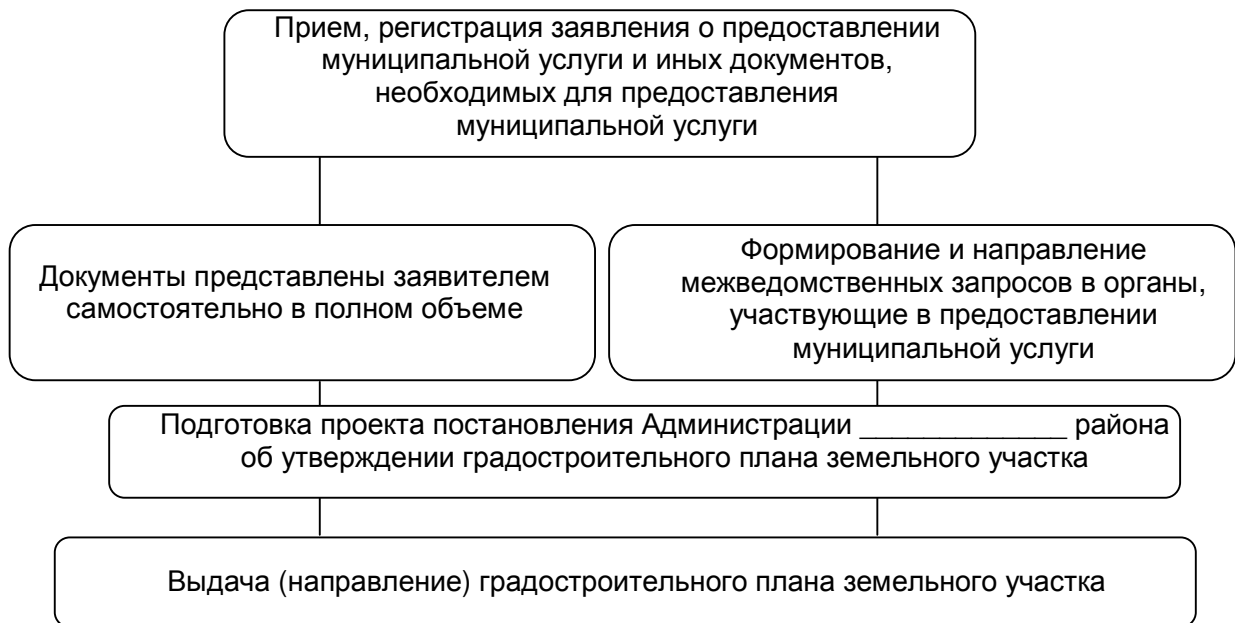 Прием, регистрация заявления о предоставлении
муниципальной услуги и иных документов,
необходимых для предоставления
муниципальной услуги
Документы представлены заявителем
самостоятельно в полном объеме
Формирование и направление
межведомственных запросов в органы,
участвующие в предоставлении
муниципальной услуги
Подготовка проекта постановления Администрации _____________ района
об утверждении градостроительного плана земельного участка
Выдача (направление) градостроительного плана земельного участка